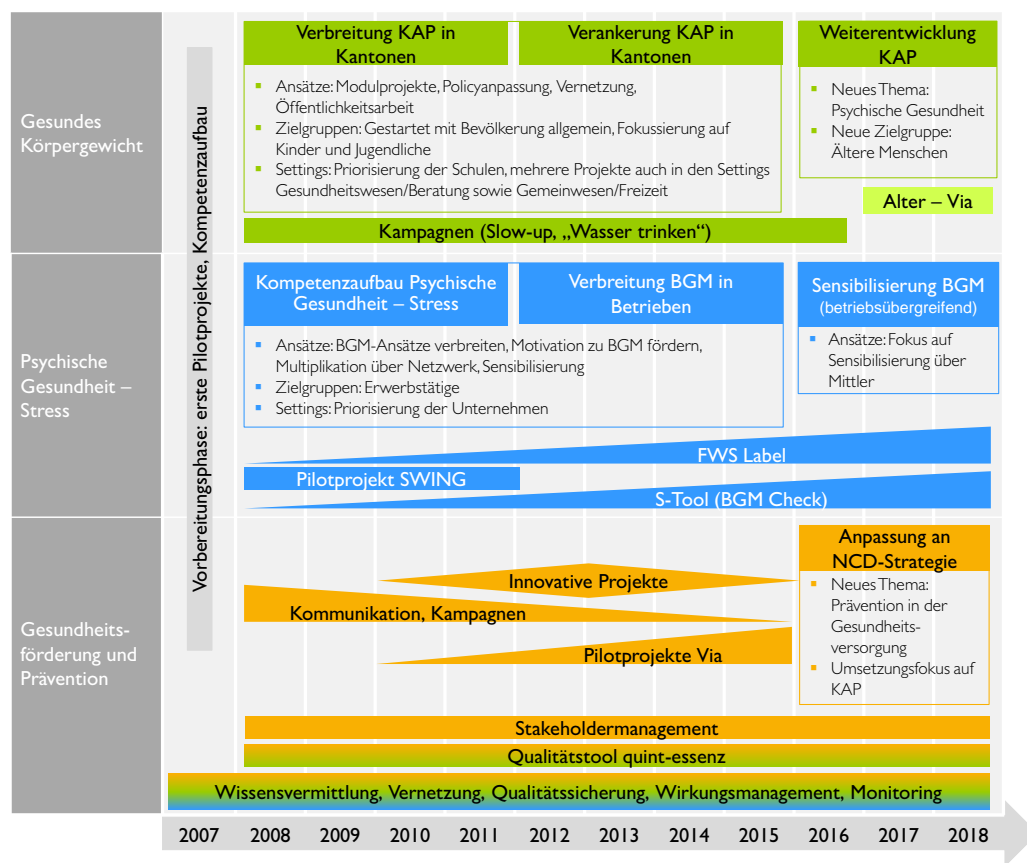 Gesundes
Körpergewicht
Vorbereitungsphase: erste Pilotprojekte, Kompetenzaufbau
Verbreitung KAP in
Kantonen
Verankerung KAP in
Kantonen
Weiterentwicklung
KAP
▪ Ansätze: Modulprojekte, Policyanpassung, Vernetzung,
Öffentlichkeitsarbeit
▪ Zielgruppen: Gestartet mit Bevölkerung allgemein, Fokussierung auf
Kinder und Jugendliche
▪ Settings: Priorisierung der Schulen, mehrere Projekte auch in den Settings
Gesundheitswesen/Beratung sowie Gemeinwesen/Freizeit
▪ Neues Thema:
Psychische Gesundheit
▪ Neue Zielgruppe:
Ältere Menschen
Alter – Via
Kampagnen (Slow-up, „Wasser trinken“)
Psychische
Gesundheit –
Stress
Kompetenzaufbau Psychische
Gesundheit – Stress
Verbreitung BGM in
Betrieben
Sensibilisierung BGM
(betriebsübergreifend)
▪ Ansätze: BGM-Ansätze verbreiten, Motivation zu BGM fördern,
Multiplikation über Netzwerk, Sensibilisierung
▪ Zielgruppen: Erwerbstätige
▪ Settings: Priorisierung der Unternehmen
▪ Ansätze: Fokus auf
Sensibilisierung über
Mittler
FWS Label
Pilotprojekt SWING
S-Tool (BGM Check)
Gesundheits-
förderung und
Prävention
Anpassung an
NCD-Strategie
▪ Neues Thema:
Prävention in der
Gesundheits-
versorgung
▪ Umsetzungsfokus auf
KAP
Innovative Projekte
Kommunikation, Kampagnen
Pilotprojekte Via
Stakeholdermanagement
Qualitätstool quint-essenz
Wissensvermittlung, Vernetzung, Qualitätssicherung, Wirkungsmanagement, Monitoring
2007 2008 2009 2010 2011 2012 2013 2014 2015 2016 2017 2018